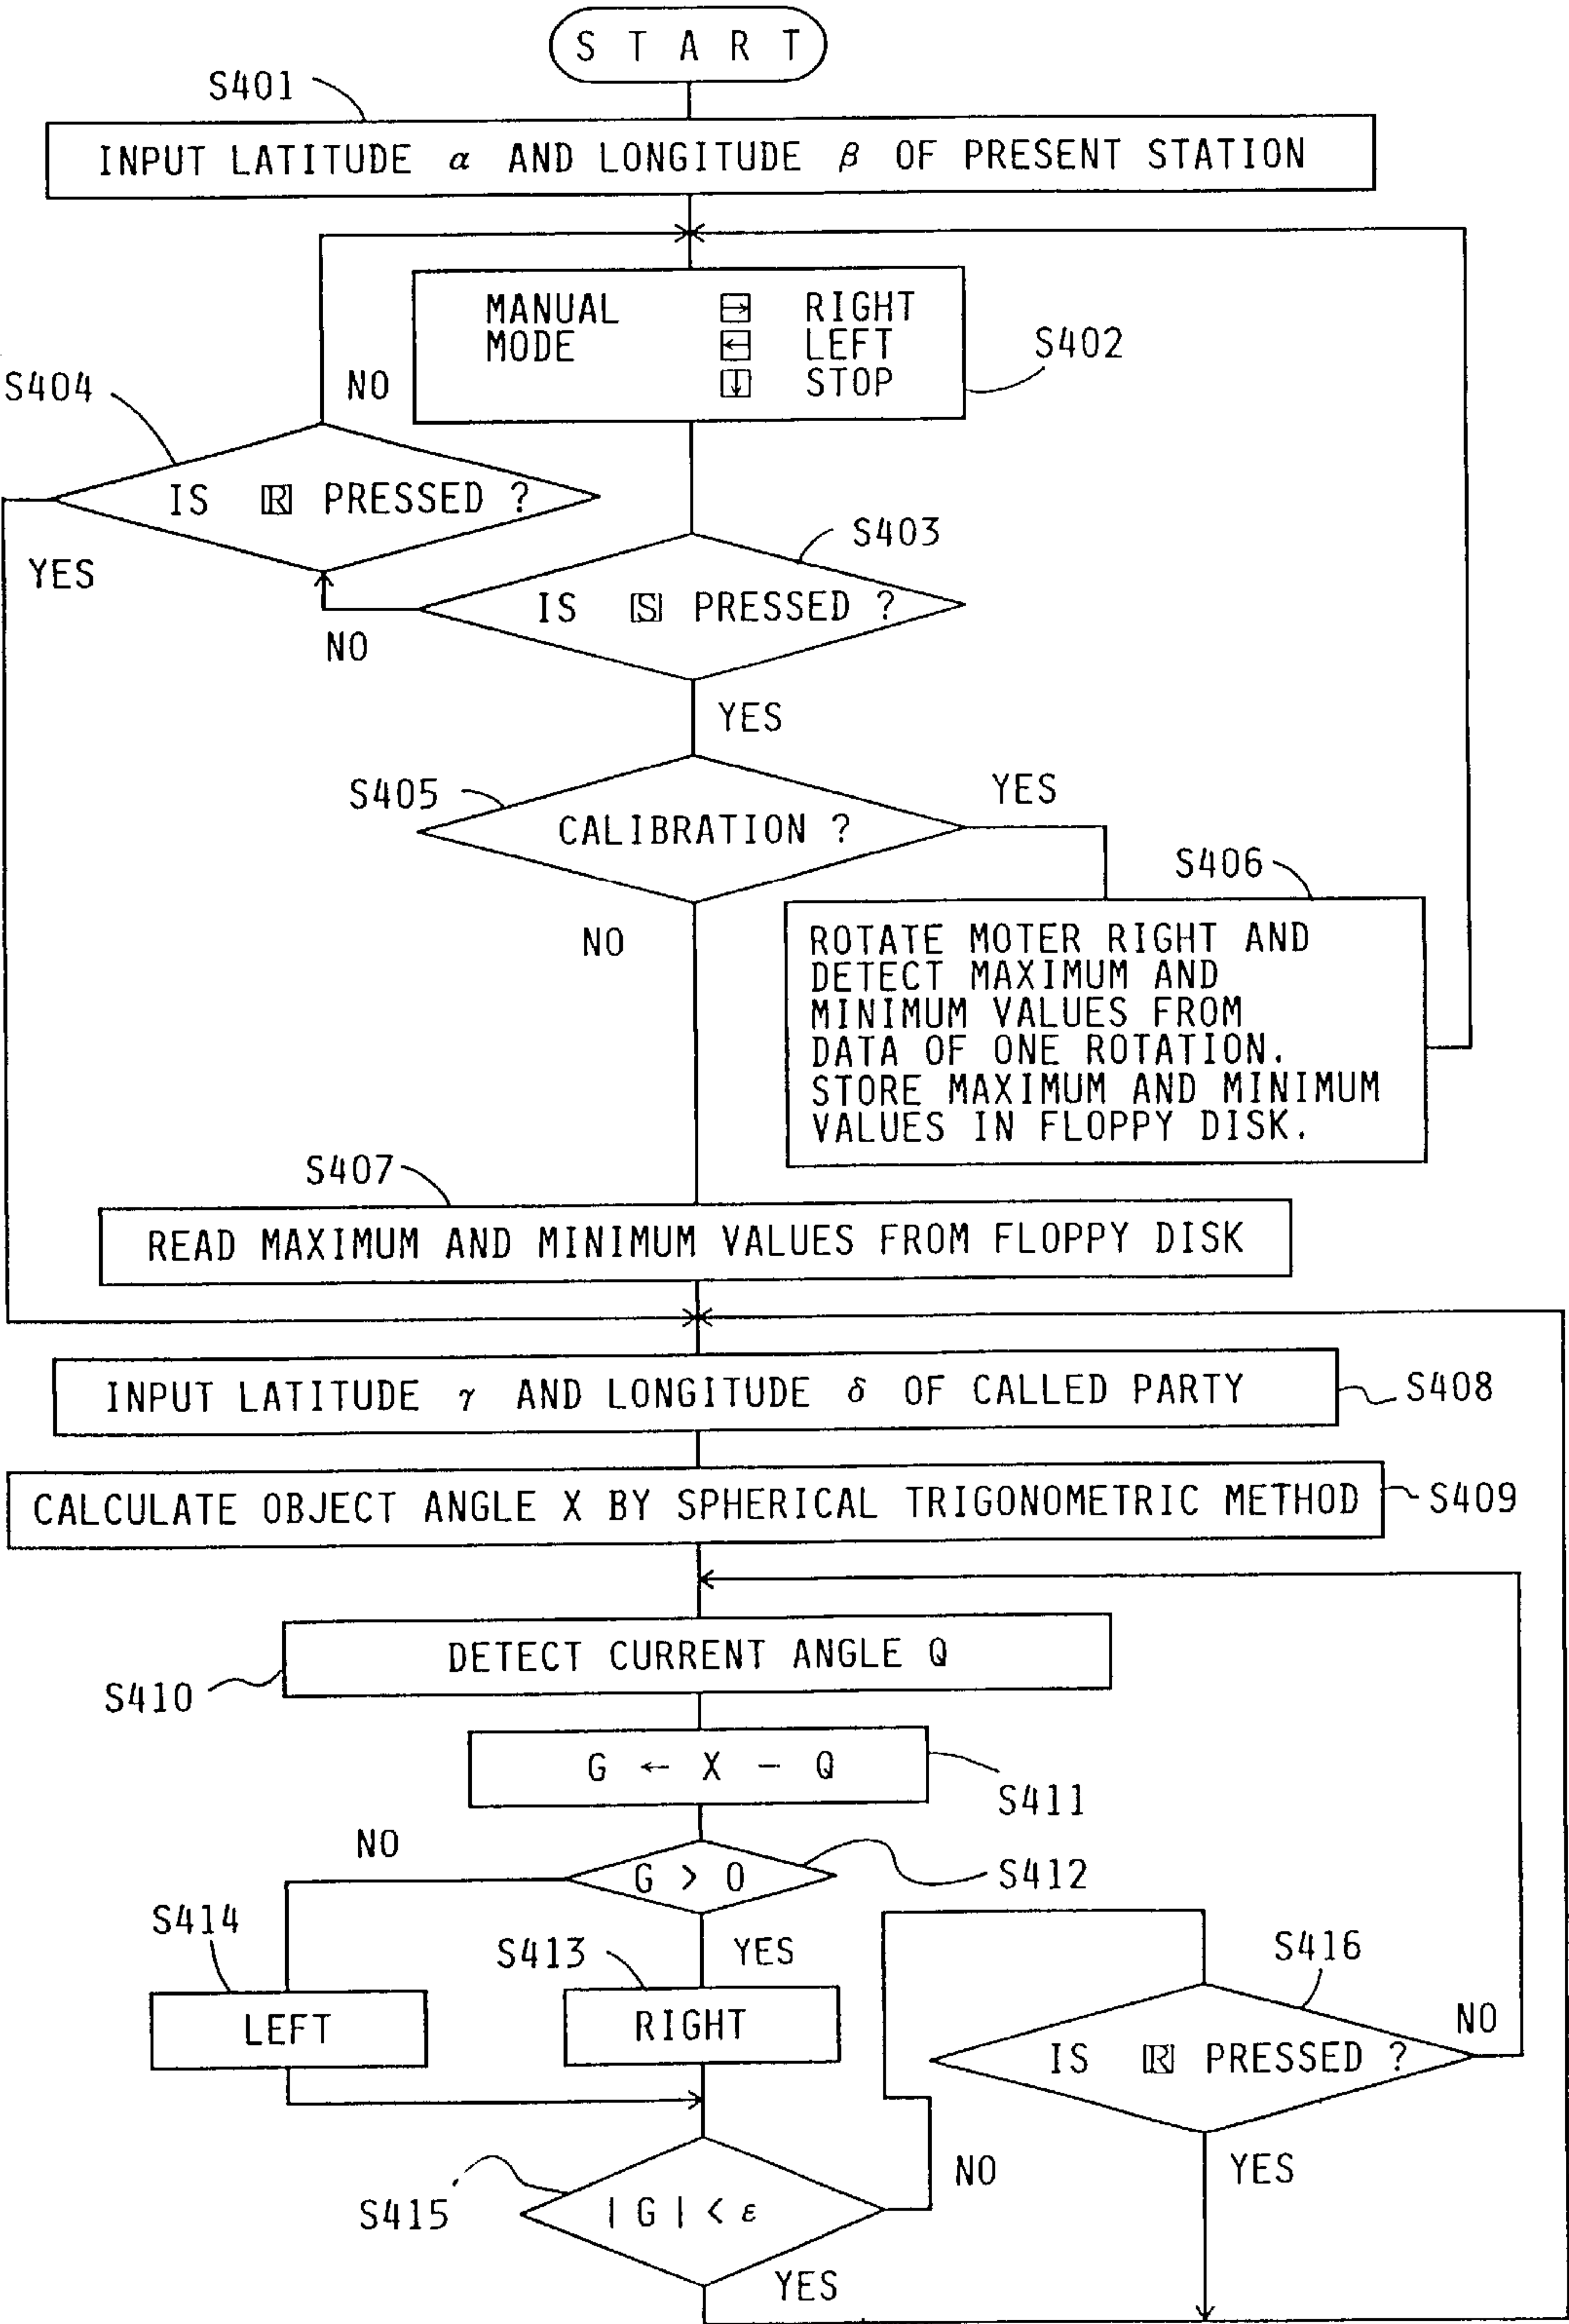 START
S401
INPUT LATITUDE α AND LONGITUDE β OF PRESENT STATION
MANUAL → RIGHT
MODE ← LEFT
↓ STOP
S402
S404
NO
IS R PRESSED ?
YES
S403
IS S PRESSED ?
NO
YES
S405
CALIBRATION ?
YES
NO
S406
ROTATE MOTER RIGHT AND
DETECT MAXIMUM AND
MINIMUM VALUES FROM
DATA OF ONE ROTATION.
STORE MAXIMUM AND MINIMUM
VALUES IN FLOPPY DISK.
S407
READ MAXIMUM AND MINIMUM VALUES FROM FLOPPY DISK
INPUT LATITUDE γ AND LONGITUDE δ OF CALLED PARTY
S408
CALCULATE OBJECT ANGLE X BY SPHERICAL TRIGONOMETRIC METHOD
S409
DETECT CURRENT ANGLE Q
S410
G ← X - Q
S411
NO
G > 0
S412
S414
S413
YES
S416
LEFT
RIGHT
NO
IS R PRESSED ?
YES
NO
S415
|G| < ε
YES